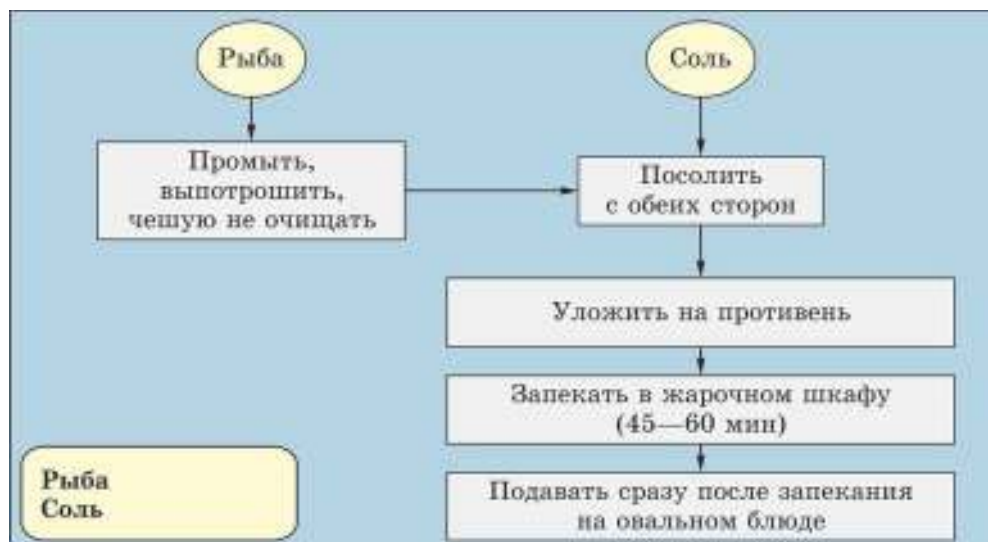 Рыба
Соль
Промыть,
выпотрошить,
чешую не очищать
Посолить
с обеих сторон
Уложить на противень
Запекать в жарочном шкафу
(45—60 мин)
Подавать сразу после запекания
на овальном блюде
Рыба
Соль